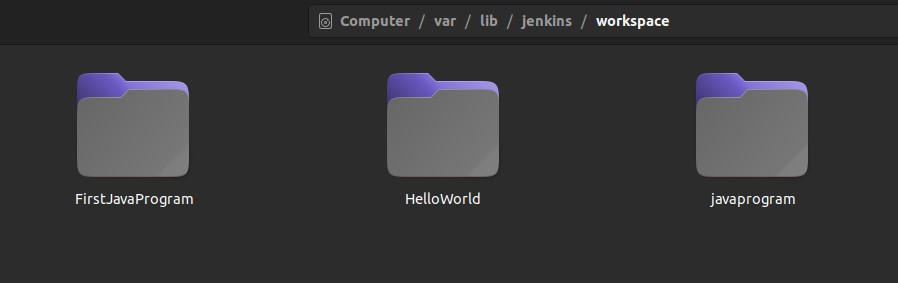 Computer / var / lib / jenkins / workspace
FirstJavaProgram
HelloWorld
javaprogram